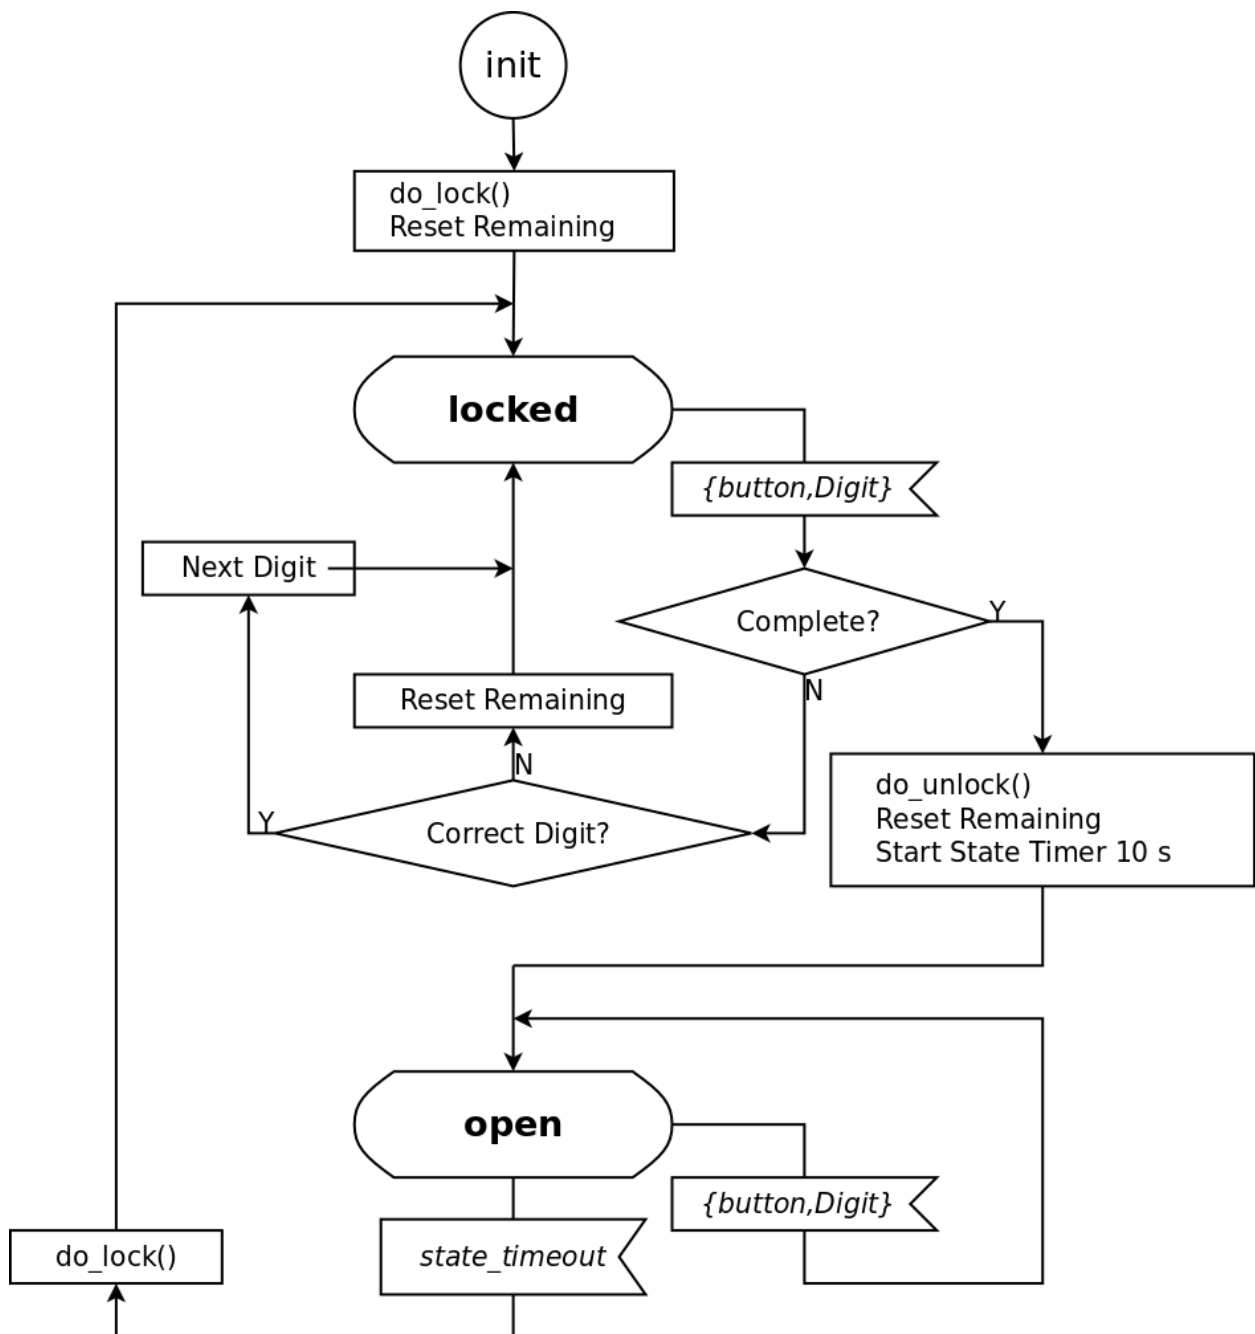 init
do_lock()
Reset Remaining
locked
{button,Digit}
Next Digit
Complete?
Y
N
Reset Remaining
N
Y
Correct Digit?
do_unlock()
Reset Remaining
Start State Timer 10 s
open
{button,Digit}
do_lock()
state_timeout